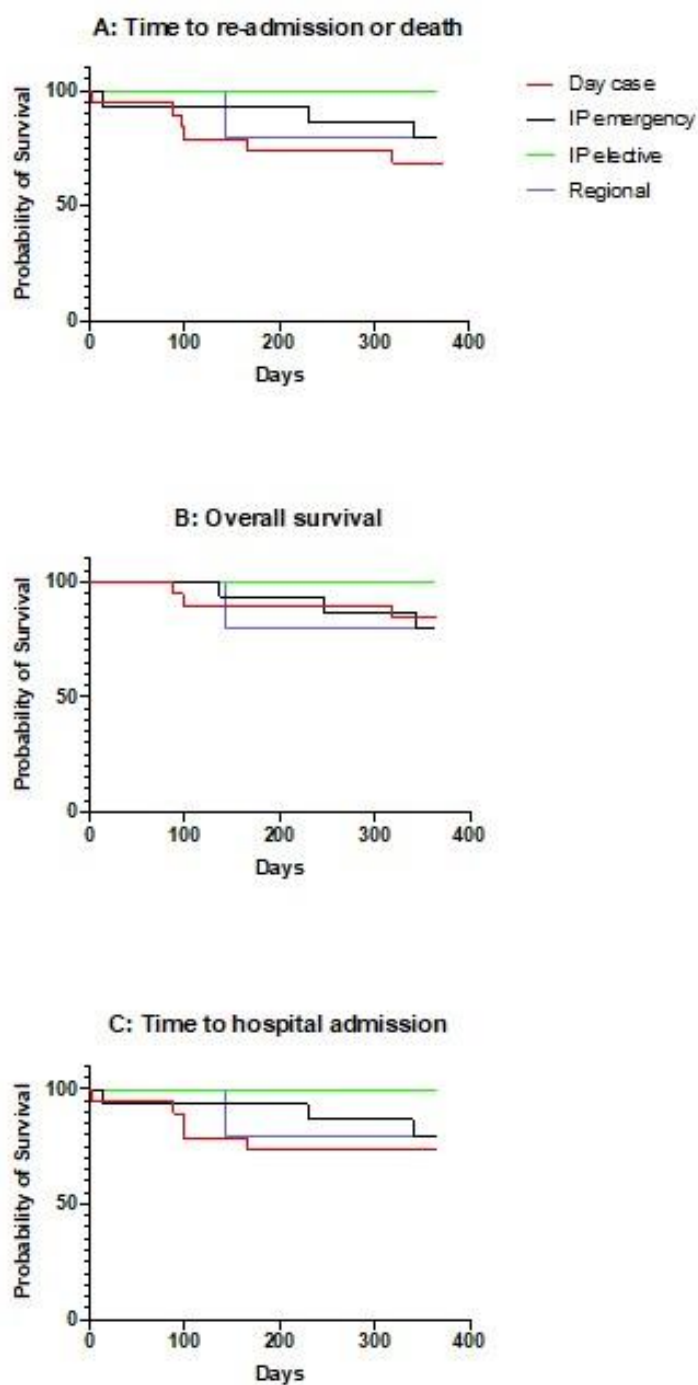 A: Time to re-admission or death
Probability of Survival
100
50
0
0 100 200 300 400
Days
Day case
IP emergency
IP elective
Regional
B: Overall survival
Probability of Survival
100
50
0
0 100 200 300 400
Days
C: Time to hospital admission
Probability of Survival
100
50
0
0 100 200 300 400
Days